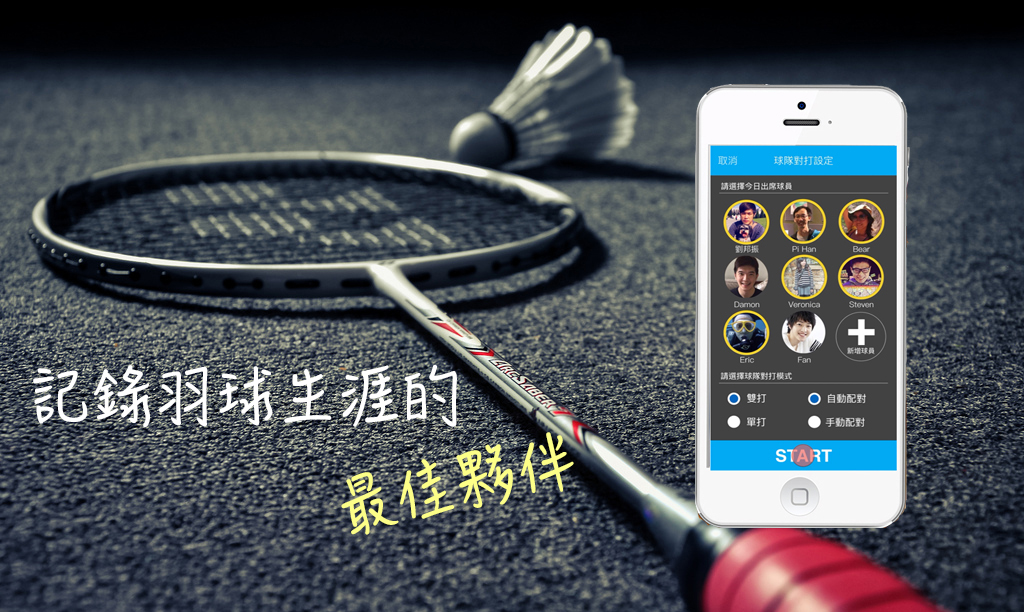 記錄羽球生涯的
最佳夥伴
取消 球隊對打設定
請選擇今日出席球員
劉邦振 Pi Han Bear
Damon Veronica Steven
Eric Fan 新增球員
請選擇球隊對打模式
雙打 自動配對
單打 手動配對
START